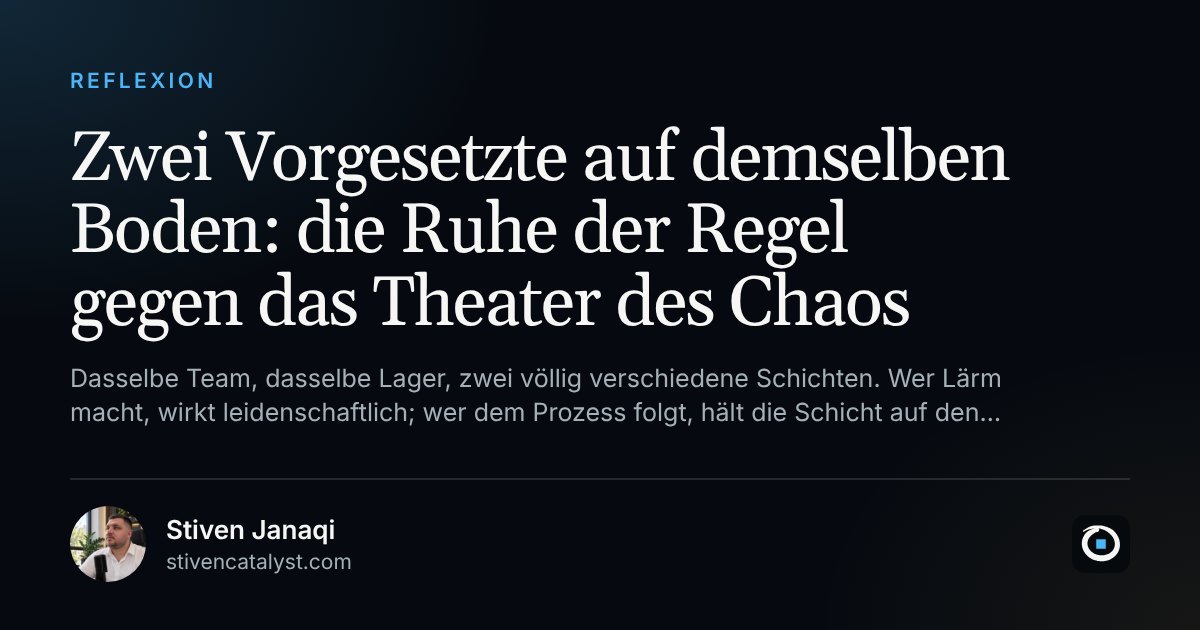 REFLEXION
Zwei Vorgesetzte auf demselben
Boden: die Ruhe der Regel
gegen das Theater des Chaos
Dasselbe Team, dasselbe Lager, zwei völlig verschiedene Schichten. Wer Lärm
macht, wirkt leidenschaftlich; wer dem Prozess folgt, hält die Schicht auf den...
Stiven Janaqi
stivencatalyst.com